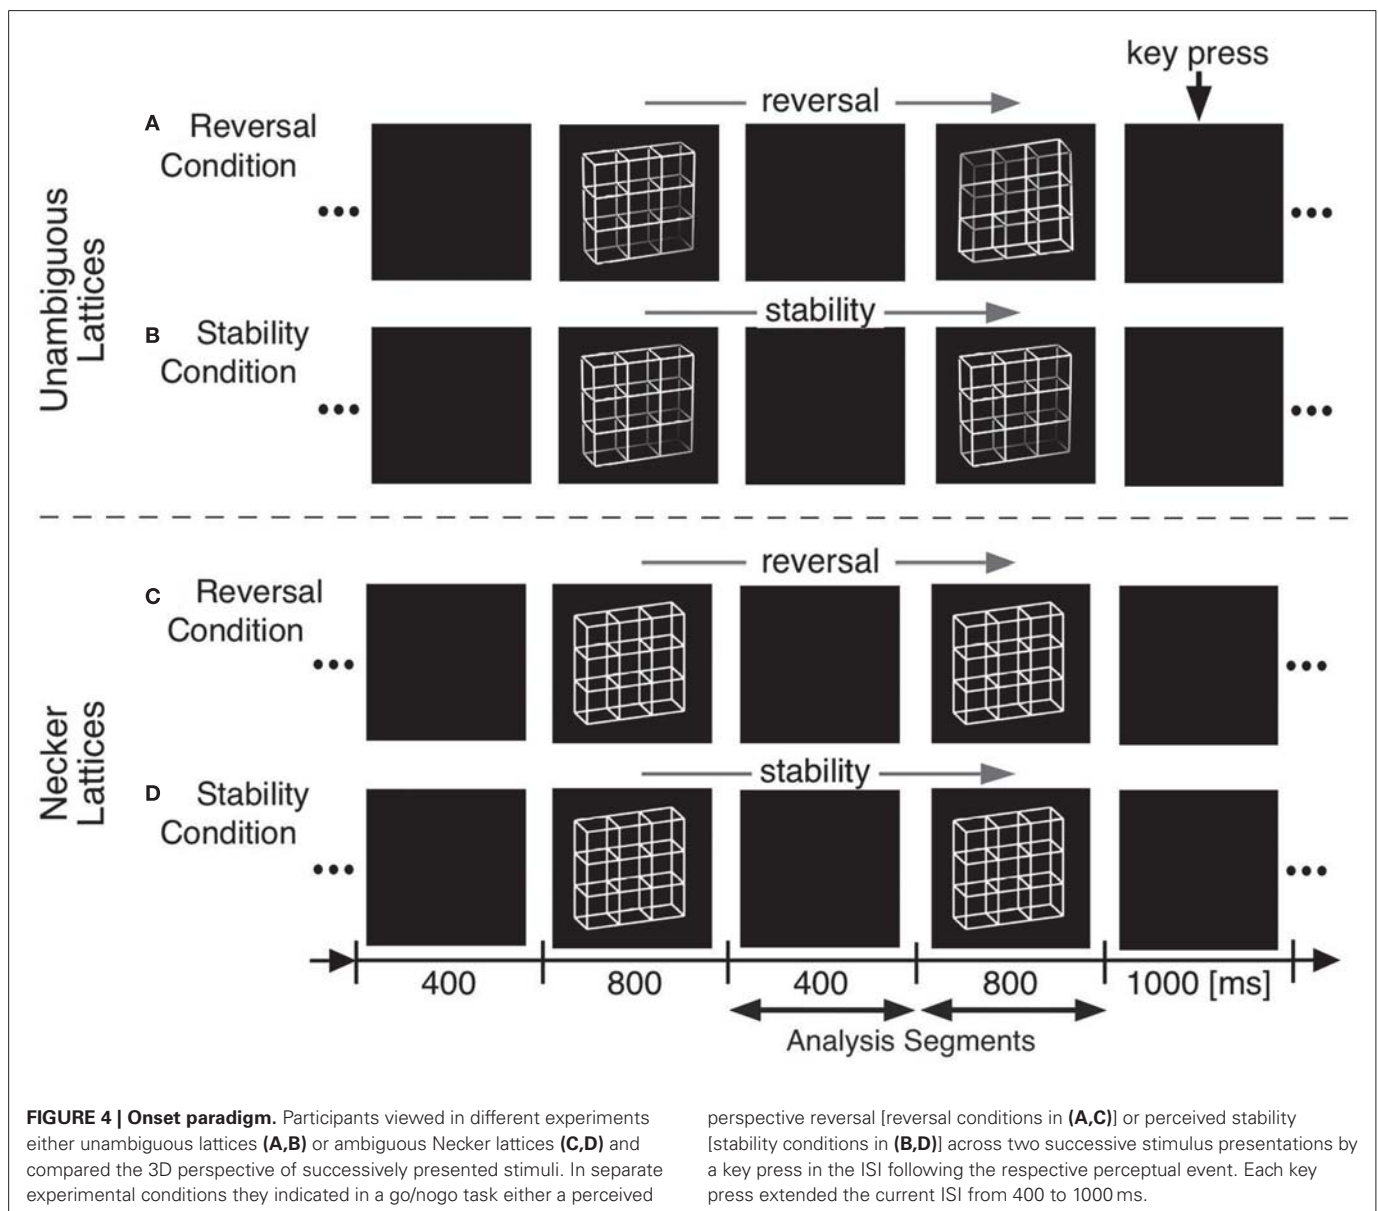 key press
reversal
A Reversal
Condition
•••
•••
Unambiguous
Lattices
stability
B Stability
Condition
•••
•••
reversal
C Reversal
Condition
•••
•••
Necker
Lattices
stability
D Stability
Condition
•••
•••
400 800 400 800 1000 [ms]
Analysis Segments
FIGURE 4 | Onset paradigm. Participants viewed in different experiments
either unambiguous lattices (A,B) or ambiguous Necker lattices (C,D) and
compared the 3D perspective of successively presented stimuli. In separate
experimental conditions they indicated in a go/nogo task either a perceived
perspective reversal [reversal conditions in (A,C)] or perceived stability
[stability conditions in (B,D)] across two successive stimulus presentations by
a key press in the ISI following the respective perceptual event. Each key
press extended the current ISI from 400 to 1000 ms.